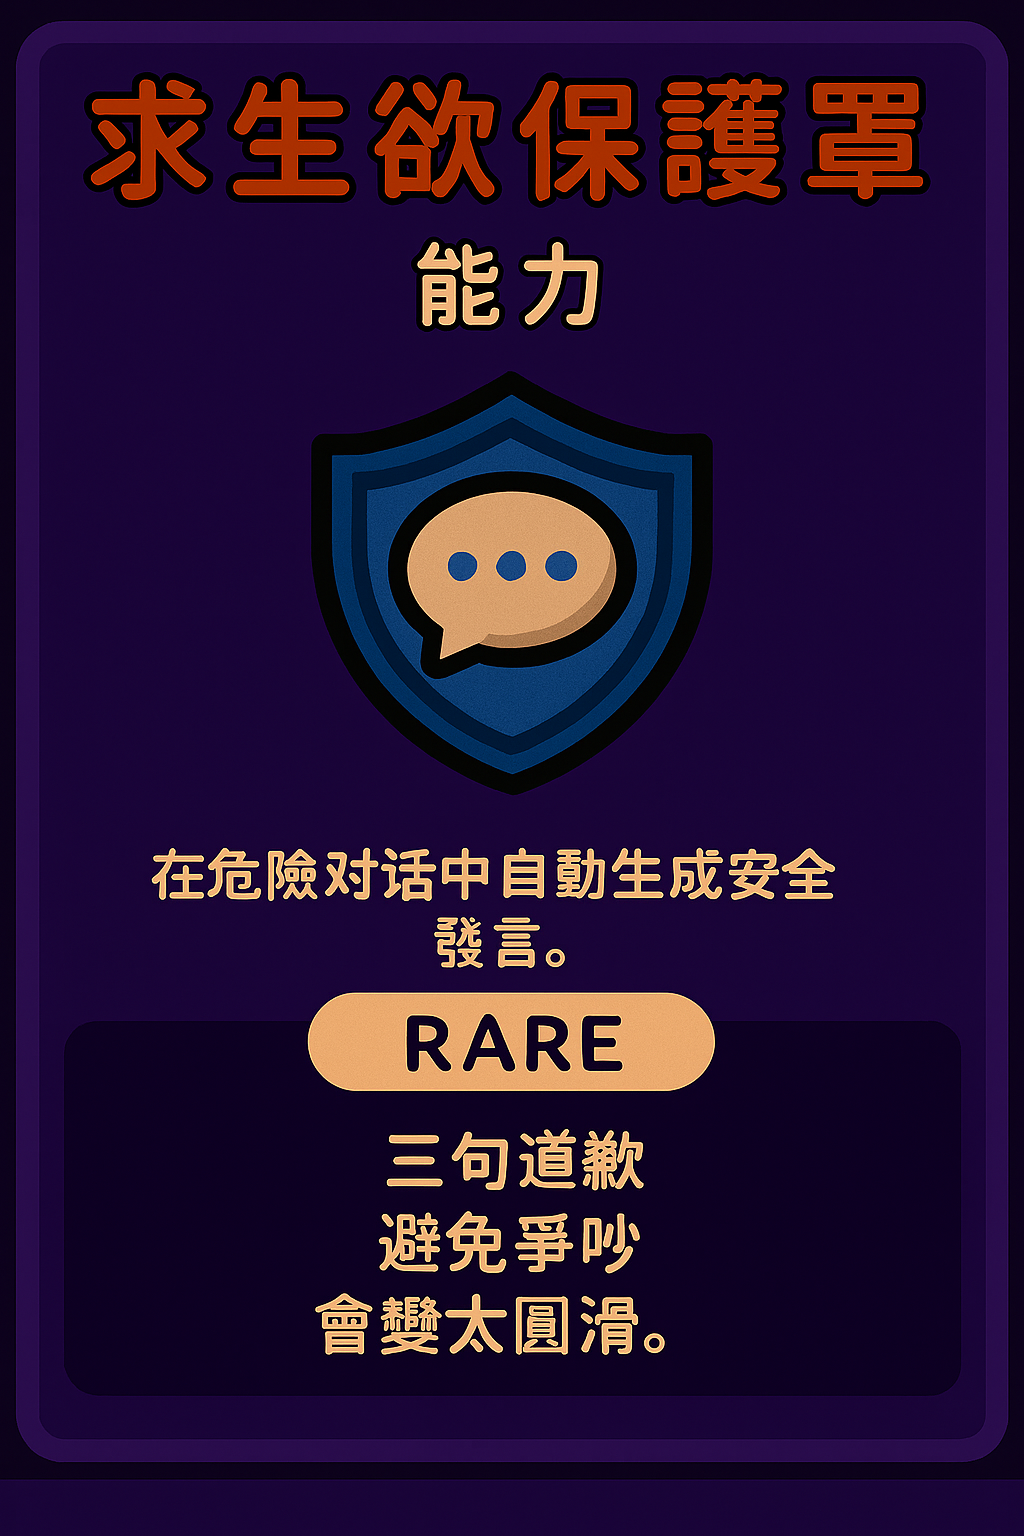 求生欲保護罩
能力
在危險对话中自動生成安全
發言。
RARE
三句道歉
避免爭吵
會變太圓滑。